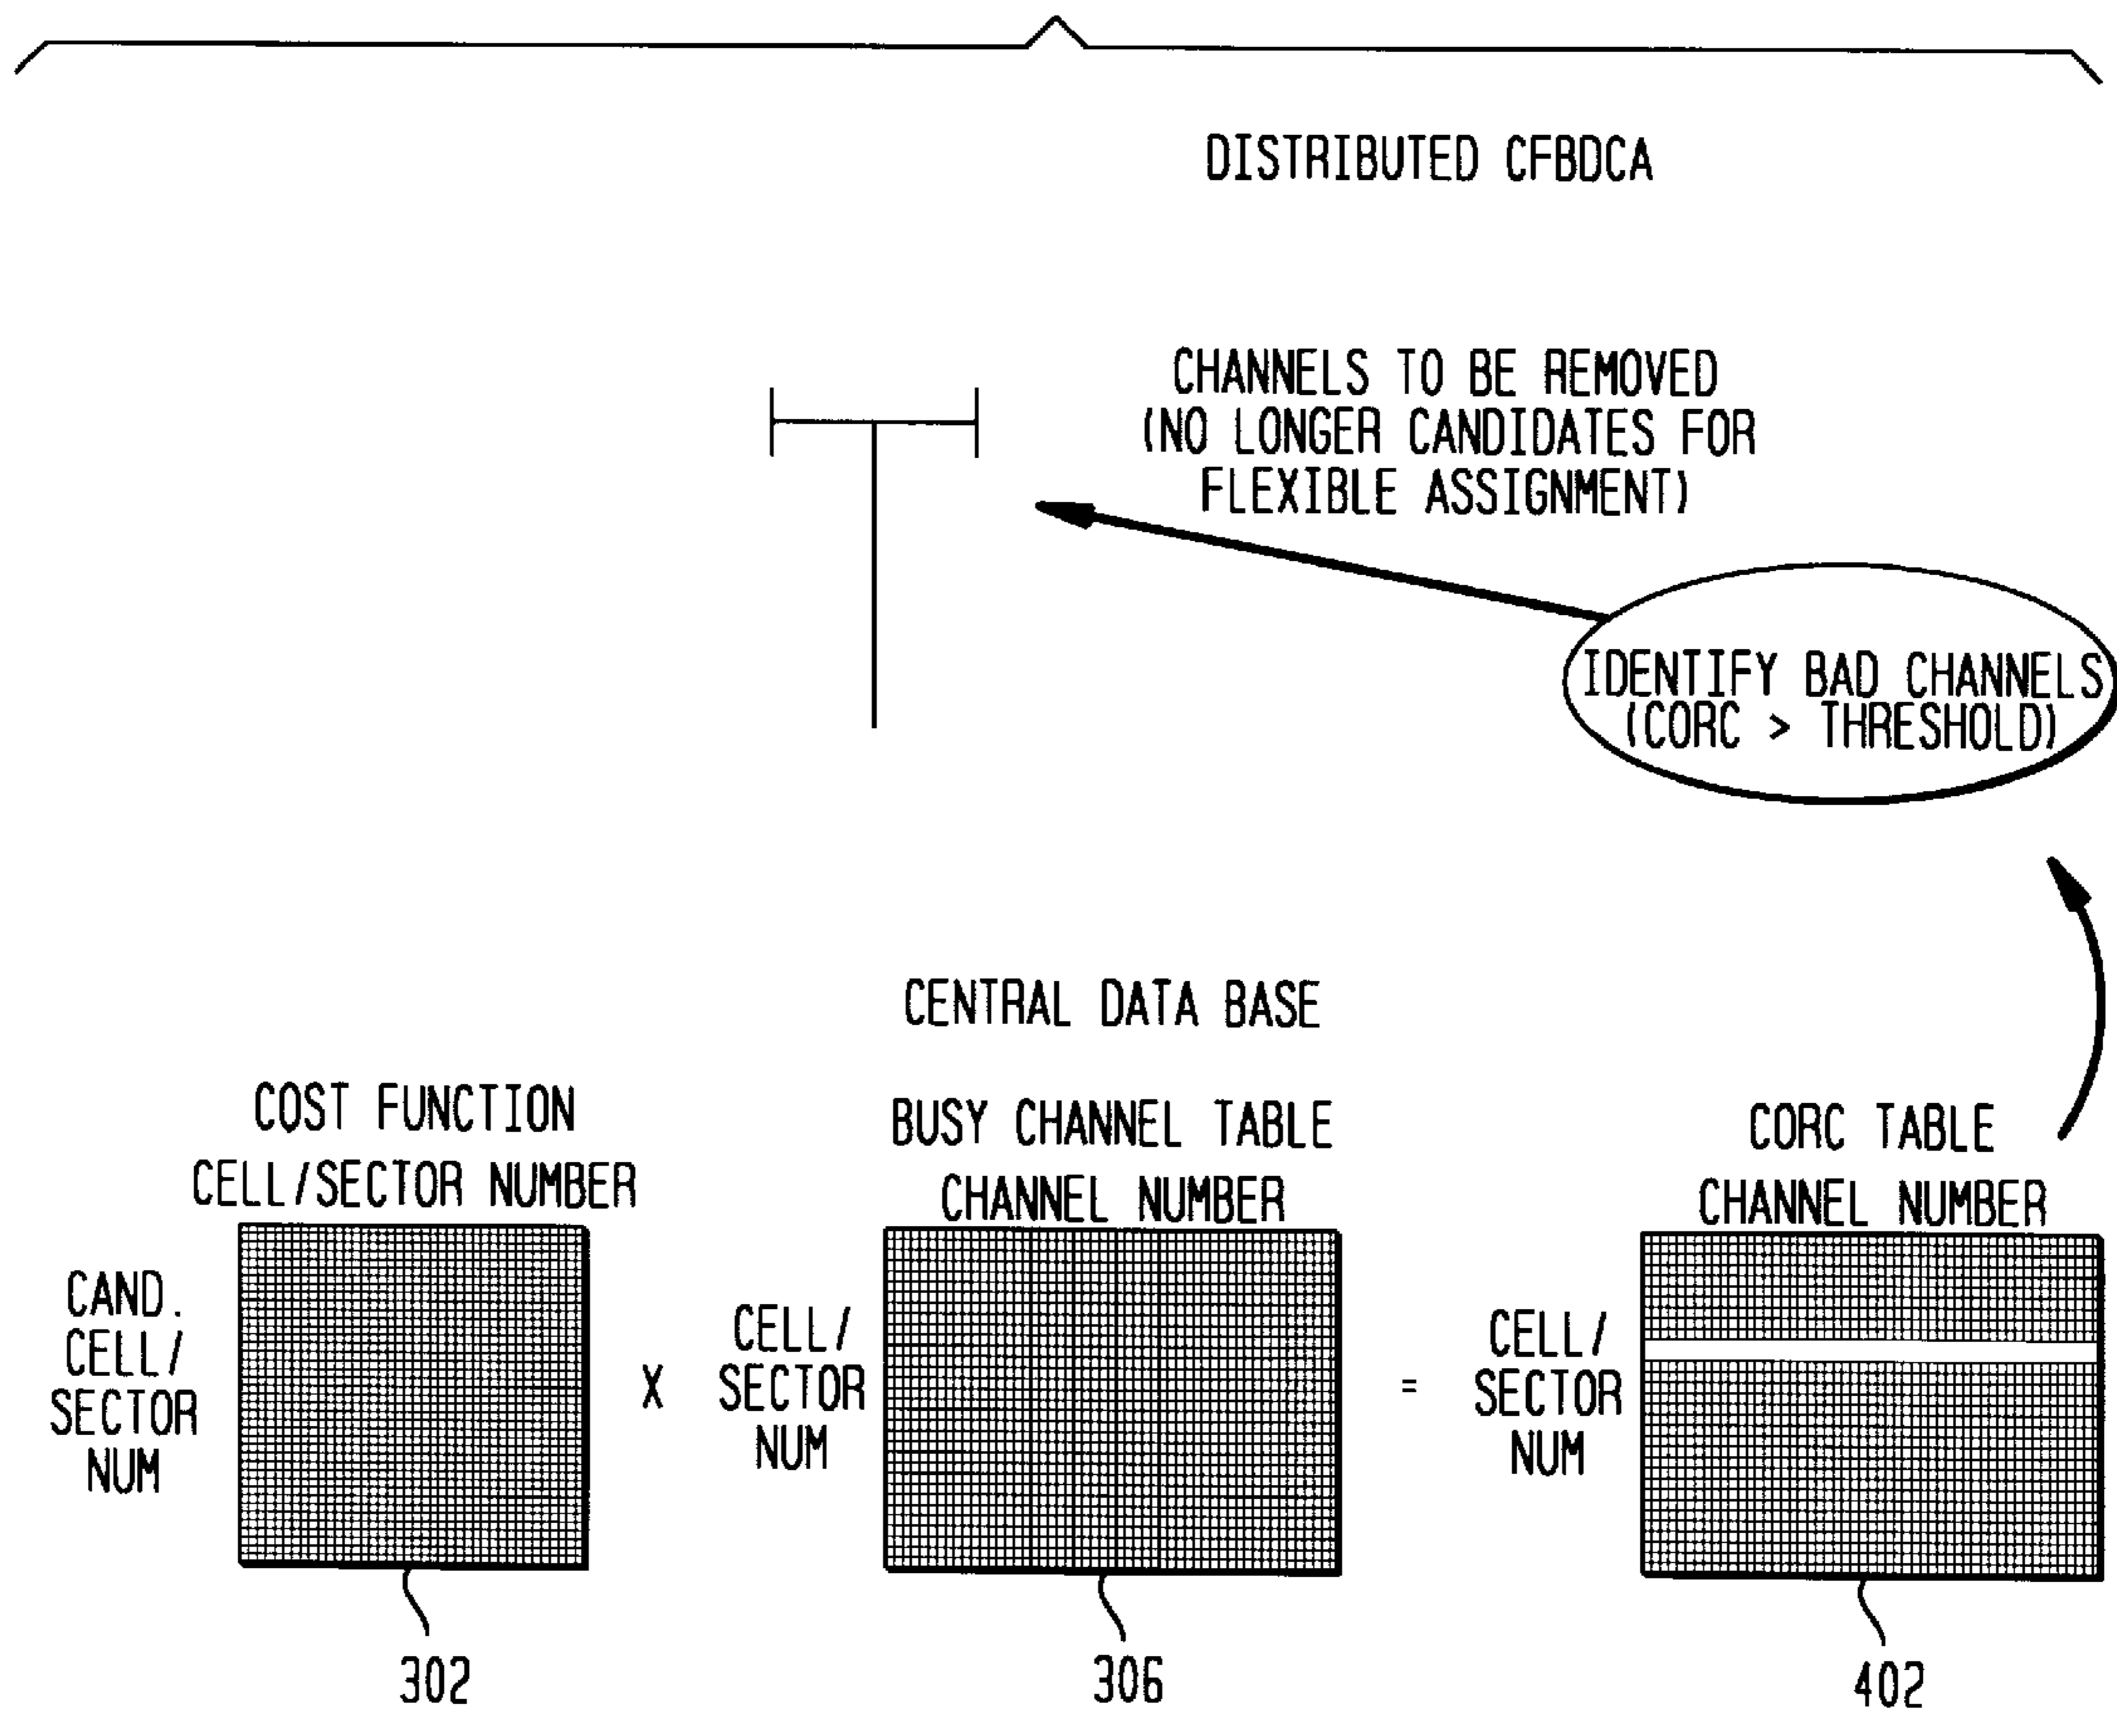 DISTRIBUTED CFBDCA
CHANNELS TO BE REMOVED
(NO LONGER CANDIDATES FOR
FLEXIBLE ASSIGNMENT)
IDENTIFY BAD CHANNELS
(CORC > THRESHOLD)
CENTRAL DATA BASE
COST FUNCTION
CELL/SECTOR NUMBER
CAND.
CELL/
SECTOR
NUM
302
X
BUSY CHANNEL TABLE
CHANNEL NUMBER
CELL/
SECTOR
NUM
306
=
CORC TABLE
CHANNEL NUMBER
CELL/
SECTOR
NUM
402